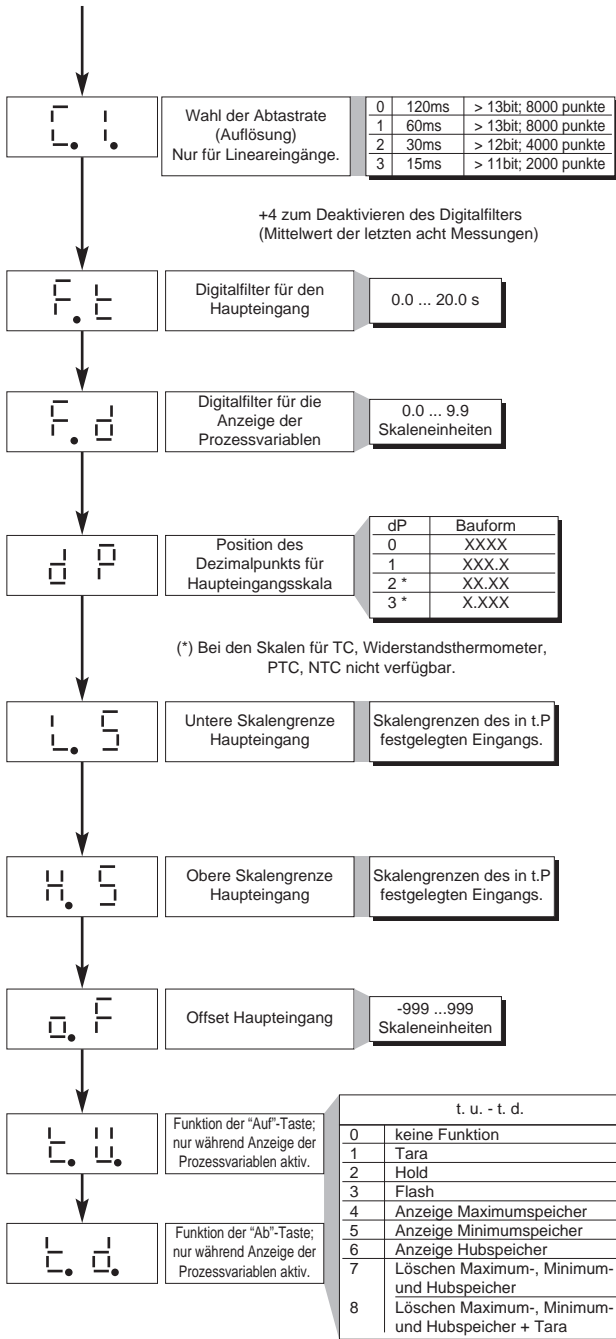 C. I.
Wahl der Abtastrate
(Auflösung)
Nur für Lineareingänge.
0 120ms > 13bit; 8000 punkte
1 60ms > 13bit; 8000 punkte
2 30ms > 12bit; 4000 punkte
3 15ms > 11bit; 2000 punkte
+4 zum Deaktivieren des Digitalfilters
(Mittelwert der letzten acht Messungen)
F.t
Digitalfilter für den
Haupteingang
0.0 ... 20.0 s
F.d
Digitalfilter für die
Anzeige der
Prozessvariablen
0.0 ... 9.9
Skaleneinheiten
d P
Position des
Dezimalpunkts für
Haupteingangsskala
dP Bauform
0 XXXX
1 XXX.X
2 * XX.XX
3 * X.XXX
(*) Bei den Skalen für TC, Widerstandsthermometer,
PTC, NTC nicht verfügbar.
L. S
Untere Skalengrenze
Haupteingang
Skalengrenzen des in t.P
festgelegten Eingangs.
H. S
Obere Skalengrenze
Haupteingang
Skalengrenzen des in t.P
festgelegten Eingangs.
o. F
Offset Haupteingang
-999 ...999
Skaleneinheiten
t. U.
Funktion der “Auf”-Taste;
nur während Anzeige der
Prozessvariablen aktiv.
t. d.
Funktion der “Ab”-Taste;
nur während Anzeige der
Prozessvariablen aktiv.
t. u. - t. d.
0 keine Funktion
1 Tara
2 Hold
3 Flash
4 Anzeige Maximumspeicher
5 Anzeige Minimumspeicher
6 Anzeige Hubspeicher
7 Löschen Maximum-, Minimum-
und Hubspeicher
8 Löschen Maximum-, Minimum-
und Hubspeicher + Tara